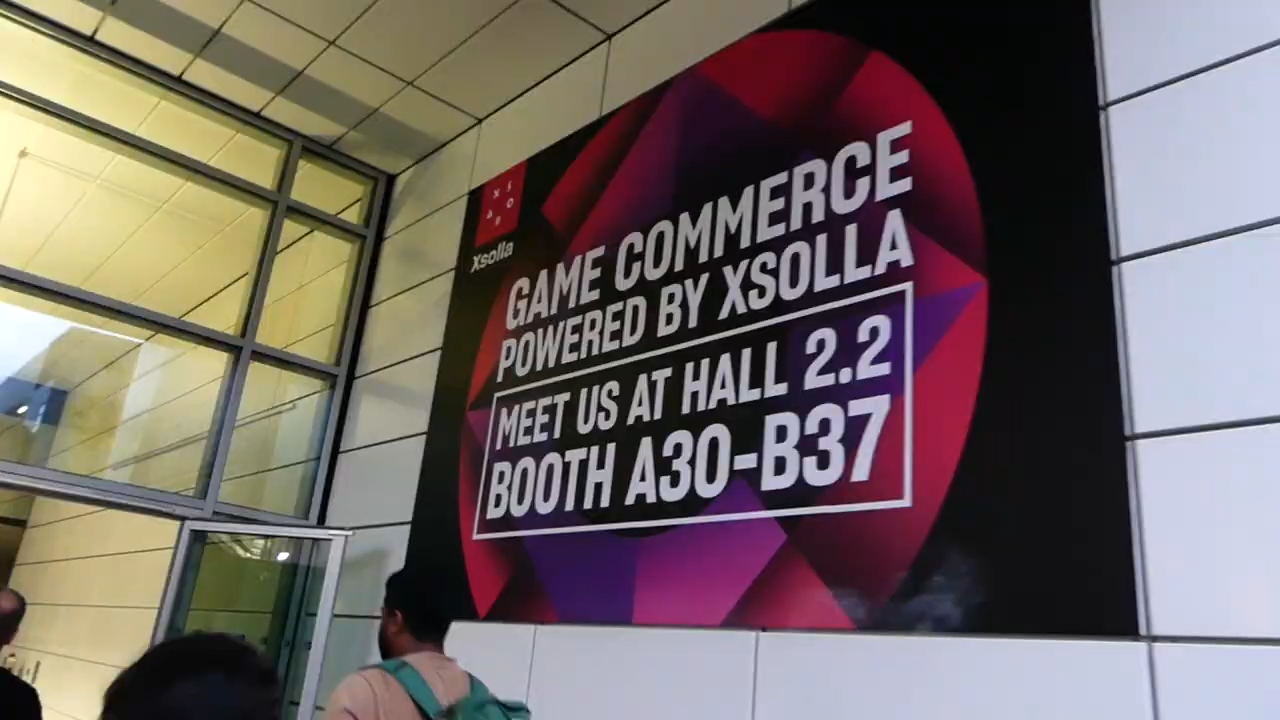 Xsolla
GAME COMMERCE
POWERED BY XSOLLA
MEET US AT HALL 2.2
BOOTH A30-B37